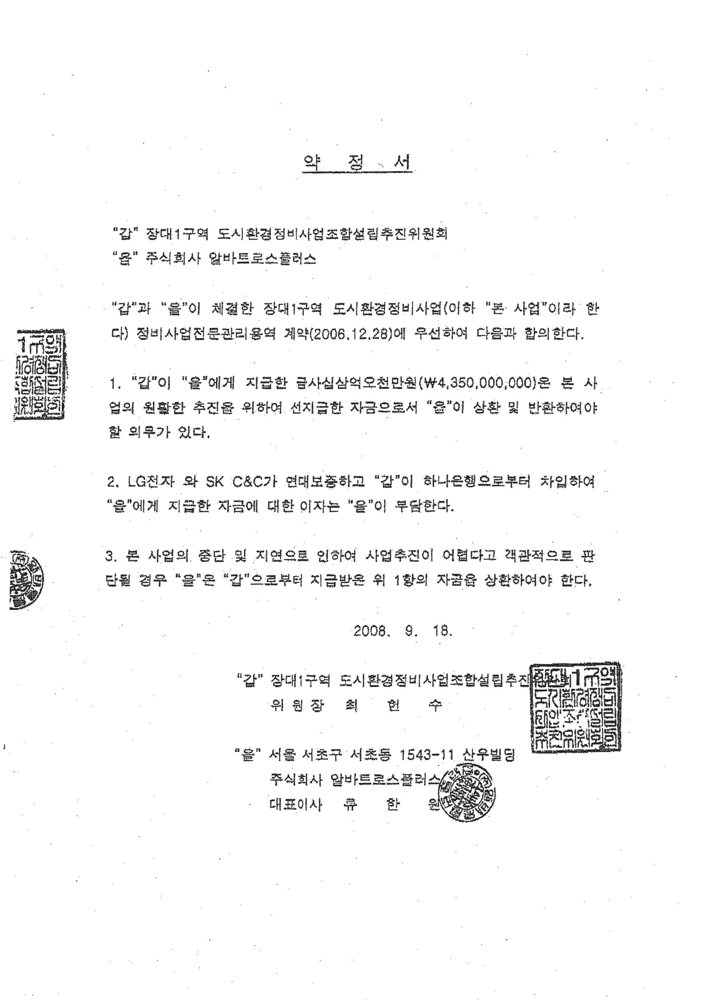 약 정 서
“갑” 장대1구역 도시환경정비사업조합설립추진위원회
“을” 주식회사 알바트로스플러스
“갑”과 “을”이 체결한 장대1구역 도시환경정비사업(이하 “본 사업”이라 한
다) 정비사업전문관리용역 계약(2006.12.28)에 우선하여 다음과 합의한다.
1. “갑”이 “을”에게 지급한 금사십삼억오천만원(₩4,350,000,000)은 본 사
업의 원활한 추진을 위하여 선지급한 자금으로서 “을”이 상환 및 반환하여야
할 의무가 있다.
2. LG전자 와 SK C&C가 연대보증하고 “갑”이 하나은행으로부터 차입하여
“을”에게 지급한 자금에 대한 이자는 “을”이 부담한다.
3. 본 사업의 중단 및 지연으로 인하여 사업추진이 어렵다고 객관적으로 판
단될 경우 “을”은 “갑“으로부터 지급받은 위 1항의 자금을 상환하여야 한다.
2008. 9. 18.
“갑” 장대1구역 도시환경정비사업조합설립추진위원회
위 원 장 최 헌 수
“을” 서울 서초구 서초동 1543-11 산우빌딩
주식회사 알바트로스플러스
대표이사 류 한 원